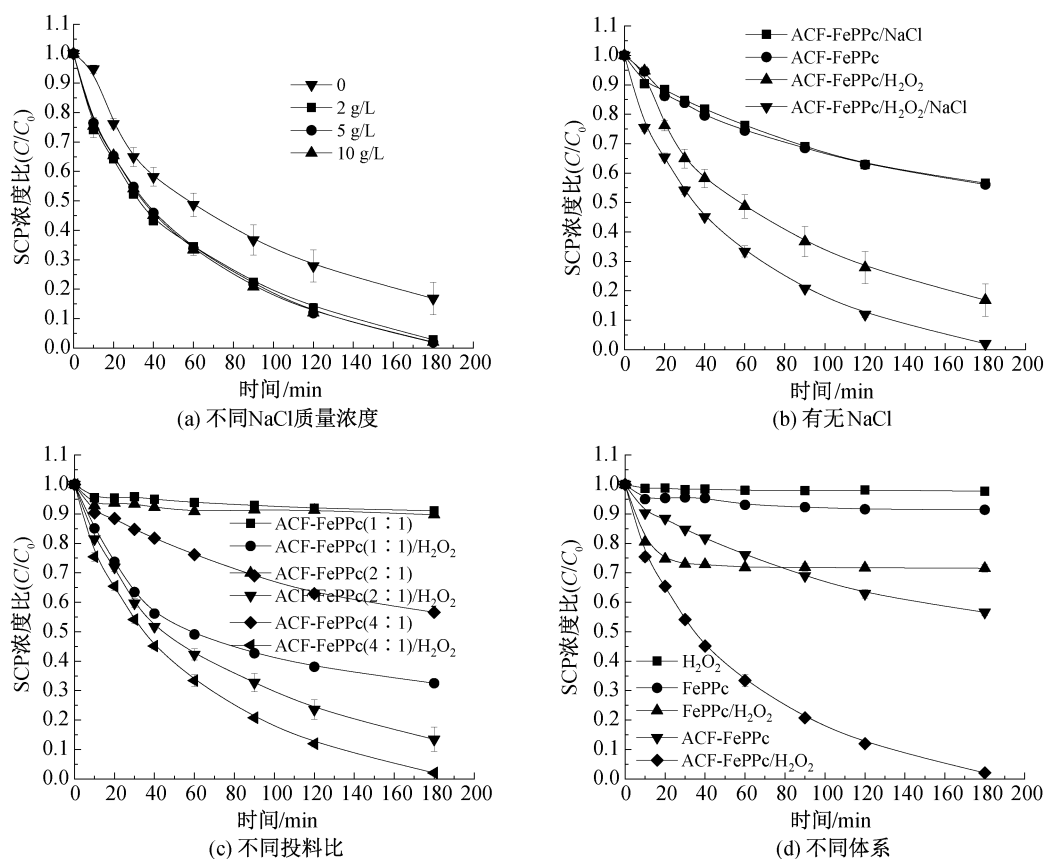 1.1
1.0
0.9
0.8
0.7
0.6
0.5
0.4
0.3
0.2
0.1
0.0
SCP浓度比(C/C₀)
0
2 g/L
5 g/L
10 g/L
0 20 40 60 80 100 120 140 160 180 200
时间/min
(a) 不同NaCl质量浓度
1.1
1.0
0.9
0.8
0.7
0.6
0.5
0.4
0.3
0.2
0.1
0.0
SCP浓度比(C/C₀)
ACF-FePPc/NaCl
ACF-FePPc
ACF-FePPc/H₂O₂
ACF-FePPc/H₂O₂/NaCl
0 20 40 60 80 100 120 140 160 180 200
时间/min
(b) 有无NaCl
1.1
1.0
0.9
0.8
0.7
0.6
0.5
0.4
0.3
0.2
0.1
0.0
SCP浓度比(C/C₀)
ACF-FePPc(1∶1)
ACF-FePPc(1∶1)/H₂O₂
ACF-FePPc(2∶1)
ACF-FePPc(2∶1)/H₂O₂
ACF-FePPc(4∶1)
ACF-FePPc(4∶1)/H₂O₂
0 20 40 60 80 100 120 140 160 180 200
时间/min
(c) 不同投料比
1.1
1.0
0.9
0.8
0.7
0.6
0.5
0.4
0.3
0.2
0.1
0.0
SCP浓度比(C/C₀)
H₂O₂
FePPc
FePPc/H₂O₂
ACF-FePPc
ACF-FePPc/H₂O₂
0 20 40 60 80 100 120 140 160 180 200
时间/min
(d) 不同体系